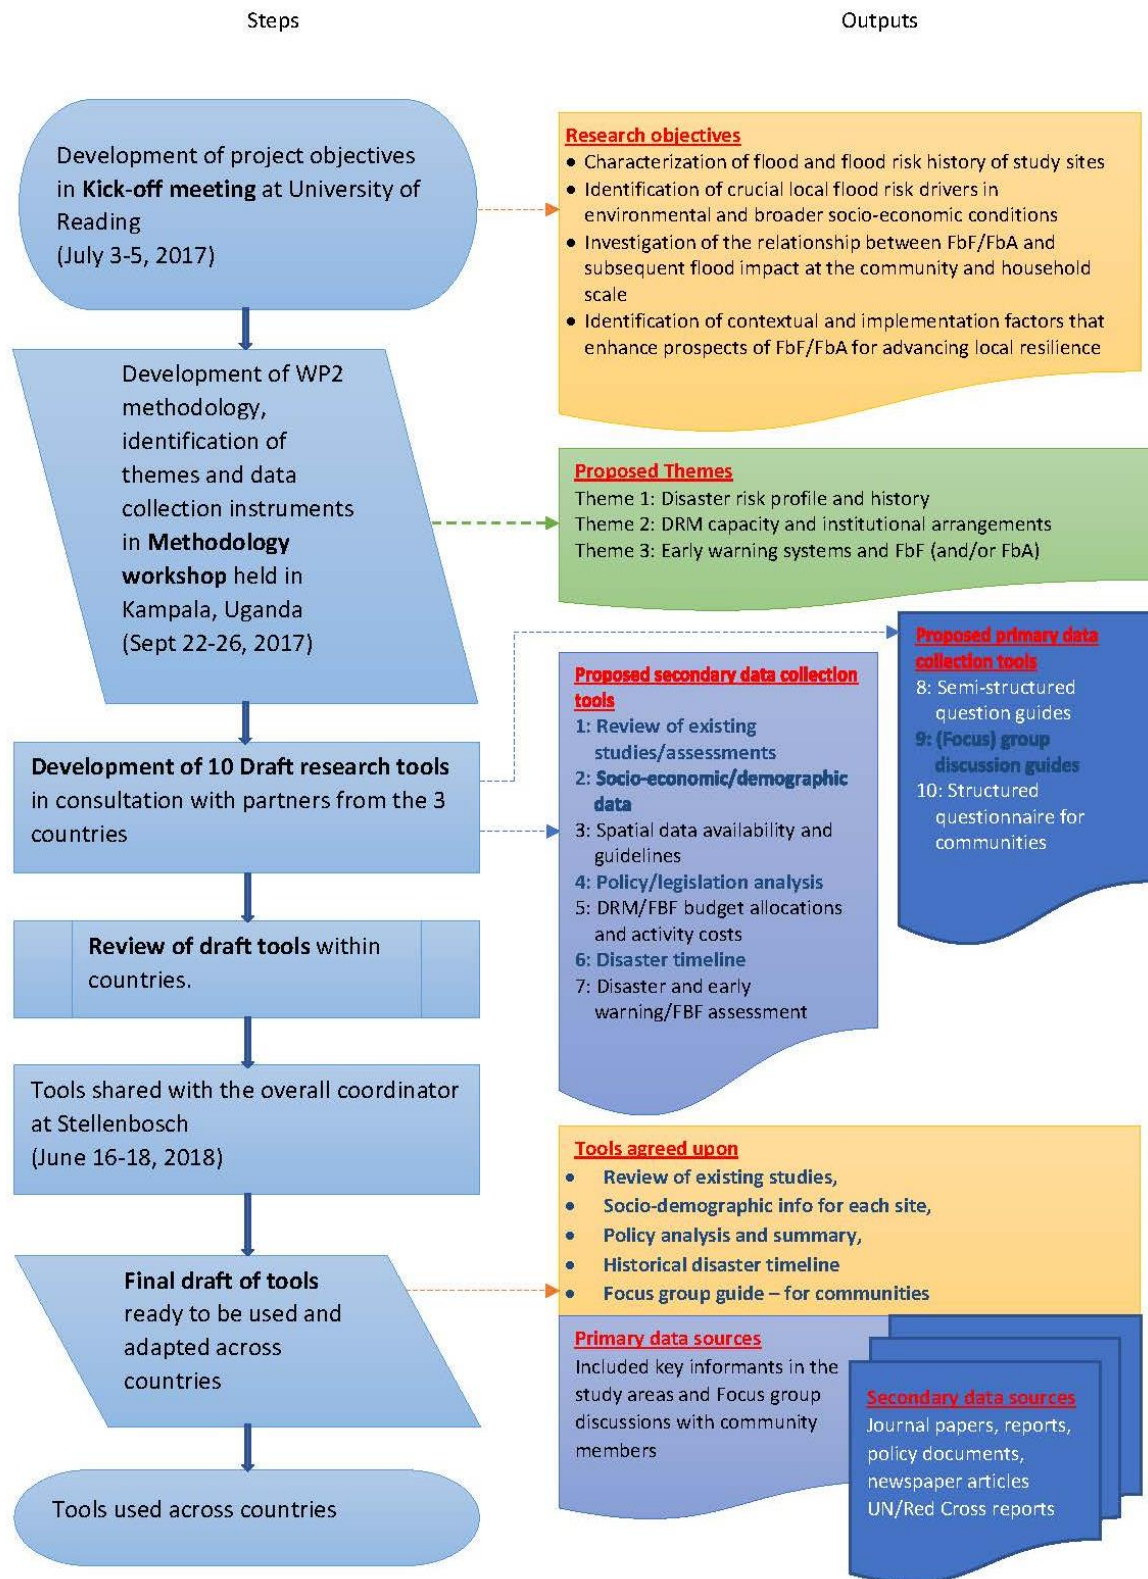 Steps
Outputs
Development of project objectives
in Kick-off meeting at University of
Reading
(July 3-5, 2017)
Research objectives
• Characterization of flood and flood risk history of study sites
• Identification of crucial local flood risk drivers in
environmental and broader socio-economic conditions
• Investigation of the relationship between FbF/FbA and
subsequent flood impact at the community and household
scale
• Identification of contextual and implementation factors that
enhance prospects of FbF/FbA for advancing local resilience
Development of WP2
methodology,
identification of
themes and data
collection instruments
in Methodology
workshop held in
Kampala, Uganda
(Sept 22-26, 2017)
Proposed Themes
Theme 1: Disaster risk profile and history
Theme 2: DRM capacity and institutional arrangements
Theme 3: Early warning systems and FbF (and/or FbA)
Development of 10 Draft research tools
in consultation with partners from the 3
countries
Proposed secondary data collection
tools
1: Review of existing
studies/assessments
2: Socio-economic/demographic
data
3: Spatial data availability and
guidelines
4: Policy/legislation analysis
5: DRM/FBF budget allocations
and activity costs
6: Disaster timeline
7: Disaster and early
warning/FBF assessment
Proposed primary data
collection tools
8: Semi-structured
question guides
9: (Focus) group
discussion guides
10: Structured
questionnaire for
communities
Review of draft tools within
countries.
Tools shared with the overall coordinator
at Stellenbosch
(June 16-18, 2018)
Final draft of tools
ready to be used and
adapted across
countries
Tools agreed upon
• Review of existing studies,
• Socio-demographic info for each site,
• Policy analysis and summary,
• Historical disaster timeline
• Focus group guide – for communities
Primary data sources
Included key informants in the
study areas and Focus group
discussions with community
members
Secondary data sources
Journal papers, reports,
policy documents,
newspaper articles
UN/Red Cross reports
Tools used across countries